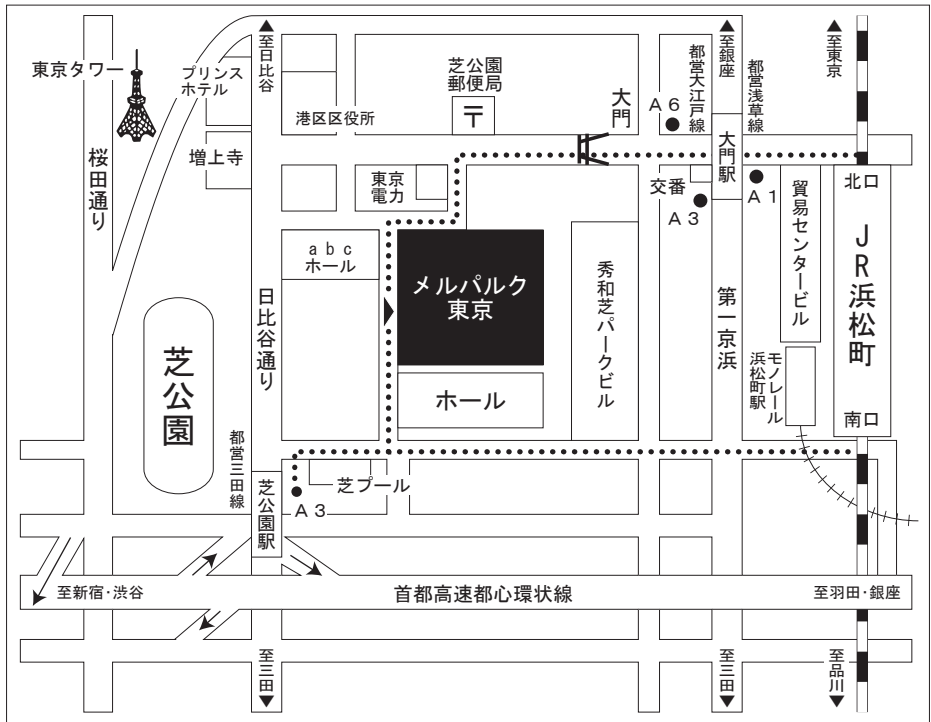 東京タワー
プリンス
ホテル
▲至日比谷
港区区役所
芝公園
郵便局
〒
大門
A6
都営大江戸線
▲至銀座
都営浅草線
▲至東京
桜田通り
増上寺
東京
電力
交番
A3
大門駅
A1
貿易センタービル
北口
JR浜松町
南口
abc
ホール
メルパルク
東京
ホール
秀和芝パークビル
第一京浜
モノレール
浜松町駅
日比谷通り
芝公園
都営三田線
芝公園駅
A3
芝プール
至新宿・渋谷
首都高速都心環状線
至羽田・銀座
至三田▼
至三田▼
至品川▼